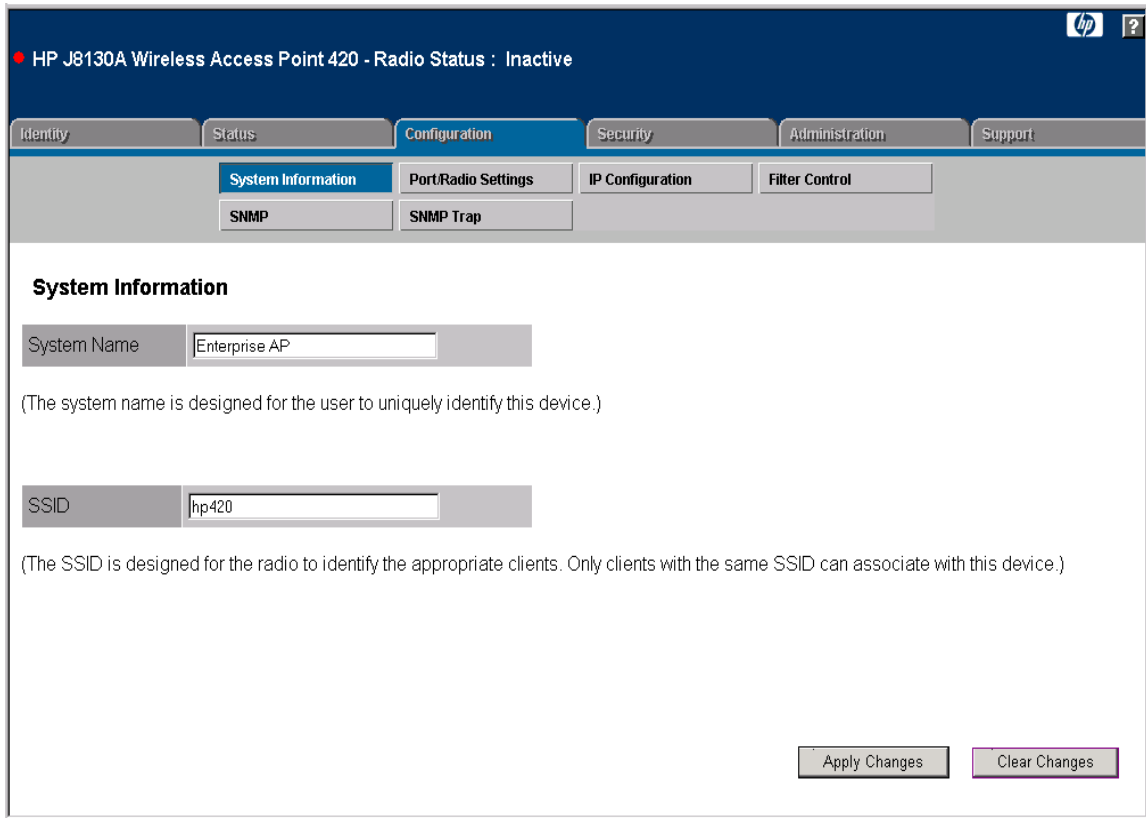 hp ?
HP J8130A Wireless Access Point 420 - Radio Status : Inactive
Identity Status Configuration Security Administration Support
System Information Port/Radio Settings IP Configuration Filter Control
SNMP SNMP Trap
System Information
System Name Enterprise AP
(The system name is designed for the user to uniquely identify this device.)
SSID hp420
(The SSID is designed for the radio to identify the appropriate clients. Only clients with the same SSID can associate with this device.)
Apply Changes Clear Changes